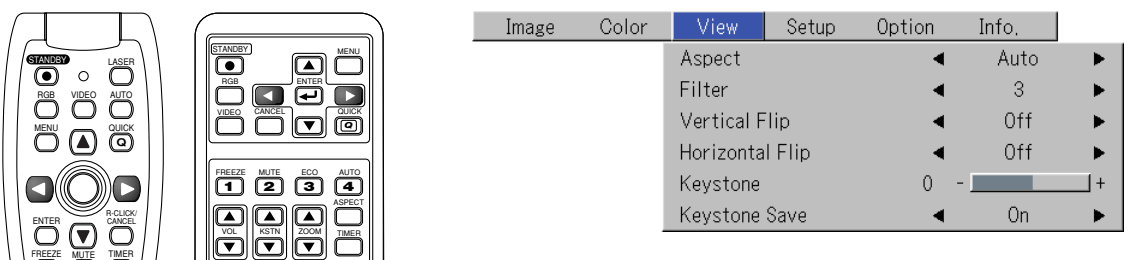 STANDBY LASER
RGB VIDEO AUTO
MENU QUICK
Q
ENTER R-CLICK/
CANCEL
FREEZE MUTE TIMER
STANDBY MENU
RGB ENTER
VIDEO CANCEL QUICK
Q
FREEZE MUTE ECO AUTO
1 2 3 4
ASPECT
VOL KSTN ZOOM TIMER
Image Color View Setup Option Info.
Aspect ◀ Auto ▶
Filter ◀ 3 ▶
Vertical Flip ◀ Off ▶
Horizontal Flip ◀ Off ▶
Keystone 0 - +
Keystone Save ◀ On ▶